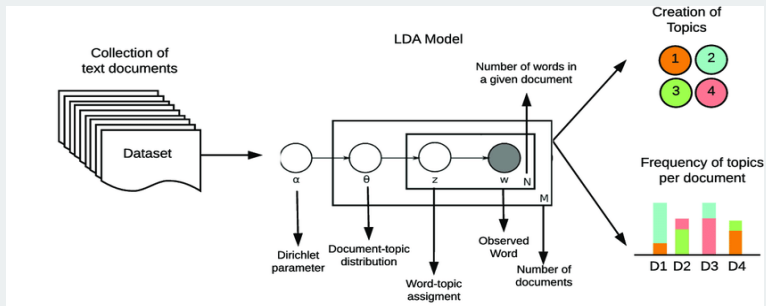 Collection of
text documents
Dataset
LDA Model
Number of words in
a given document
α
θ
z
w
N
M
Dirichlet
parameter
Document-topic
distribution
Word-topic
assigment
Observed
Word
Number of
documents
Creation of
Topics
1
2
3
4
Frequency of topics
per document
D1 D2 D3 D4